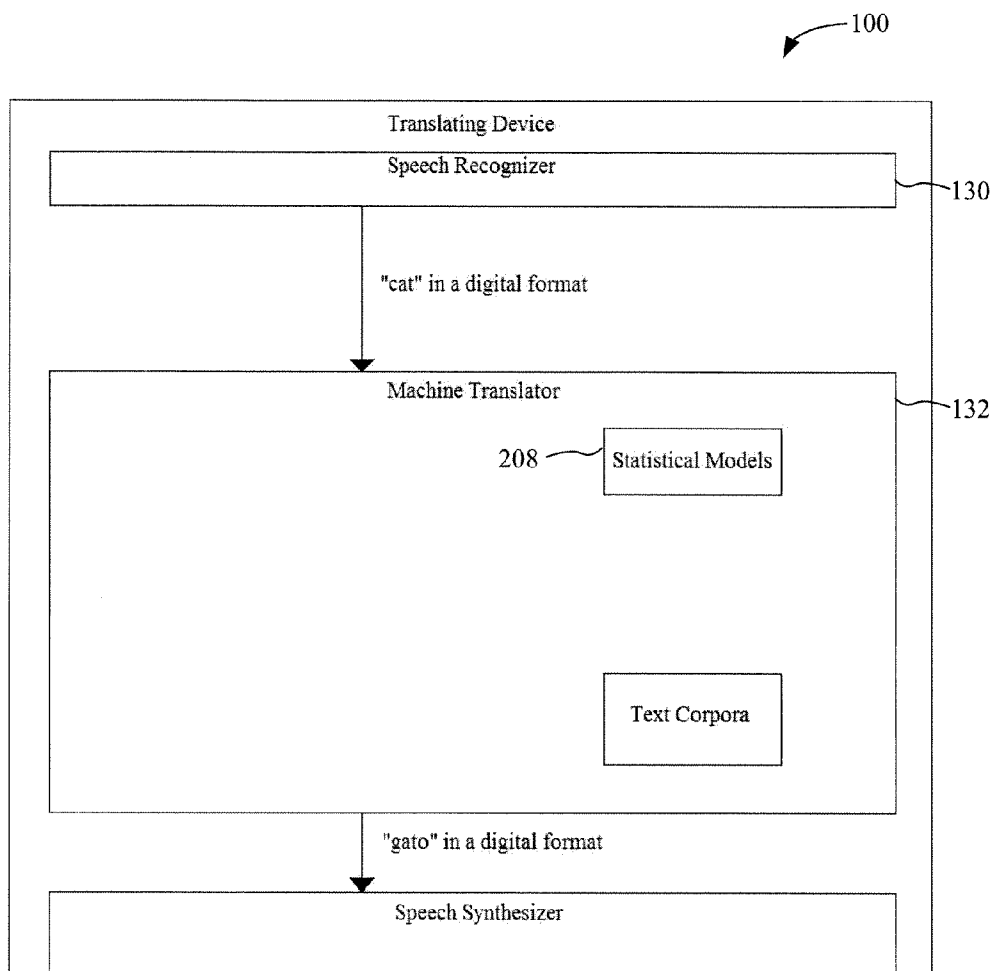 100
Translating Device
Speech Recognizer
130
"cat" in a digital format
Machine Translator
132
208
Statistical Models
Text Corpora
"gato" in a digital format
Speech Synthesizer